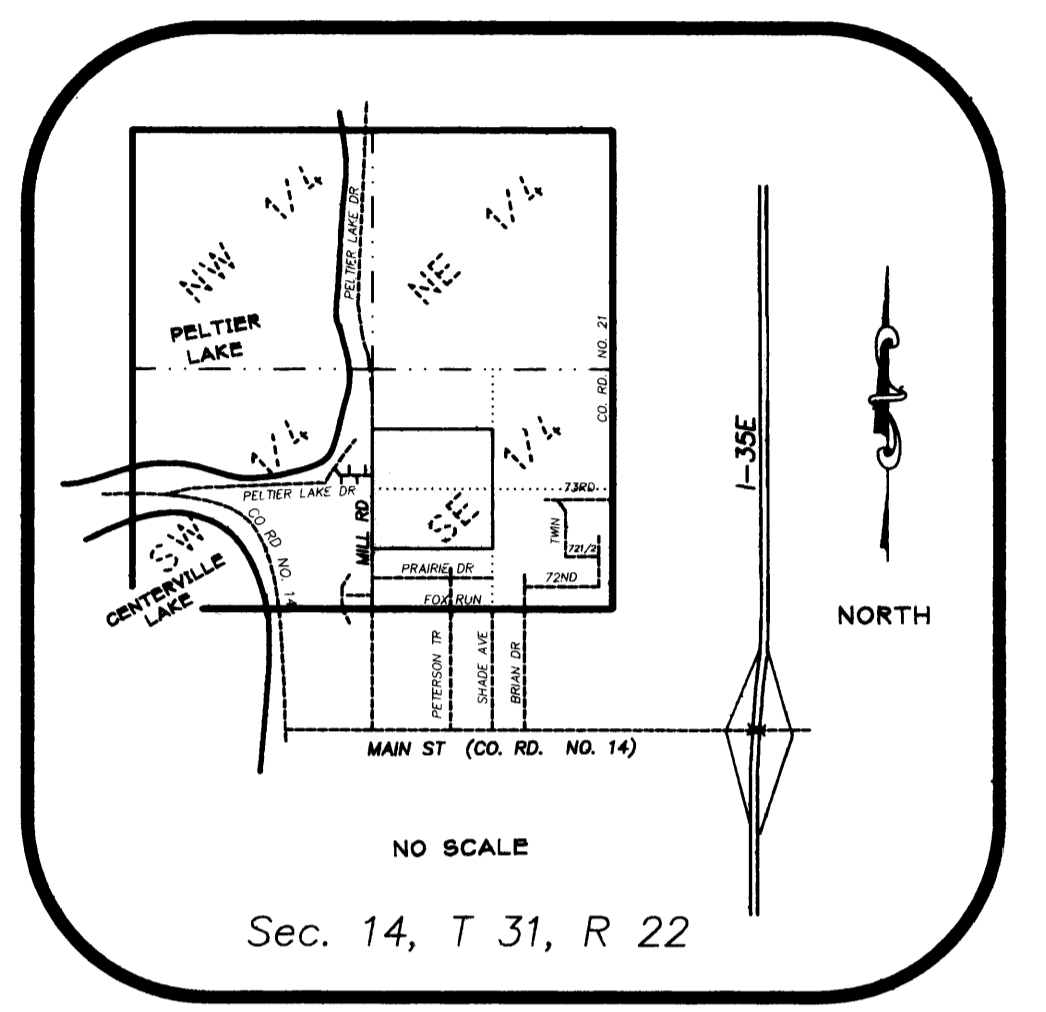 NW 1/4
NE 1/4
PELTIER LAKE DR
PELTIER
LAKE
CO. RD. NO. 21
I-35E
SW 1/4
SE 1/4
PELTIER LAKE DR
CO RD NO. 14
MILL RD
73RD
TWIN
72 1/2
72ND
CENTERVILLE
LAKE
PRAIRIE DR
FOX RUN
NORTH
PETERSON TR
SHADE AVE
BRIAN DR
MAIN ST (CO. RD. NO. 14)
NO SCALE
Sec. 14, T 31, R 22